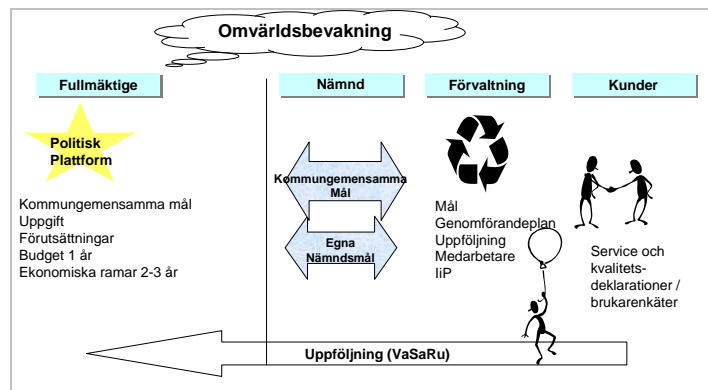 Omvärldsbevakning
Fullmäktige
Nämnd
Förvaltning
Kunder
Politisk
Plattform
Kommungemensamma mål
Uppgift
Förutsättningar
Budget 1 år
Ekonomiska ramar 2-3 år
Kommungemensamma
Mål
Egna
Nämndsmål
Mål
Genomförandeplan
Uppföljning
Medarbetare
IiP
Service och
kvalitets-
deklarationer /
brukarenkäter
Uppföljning (VaSaRu)